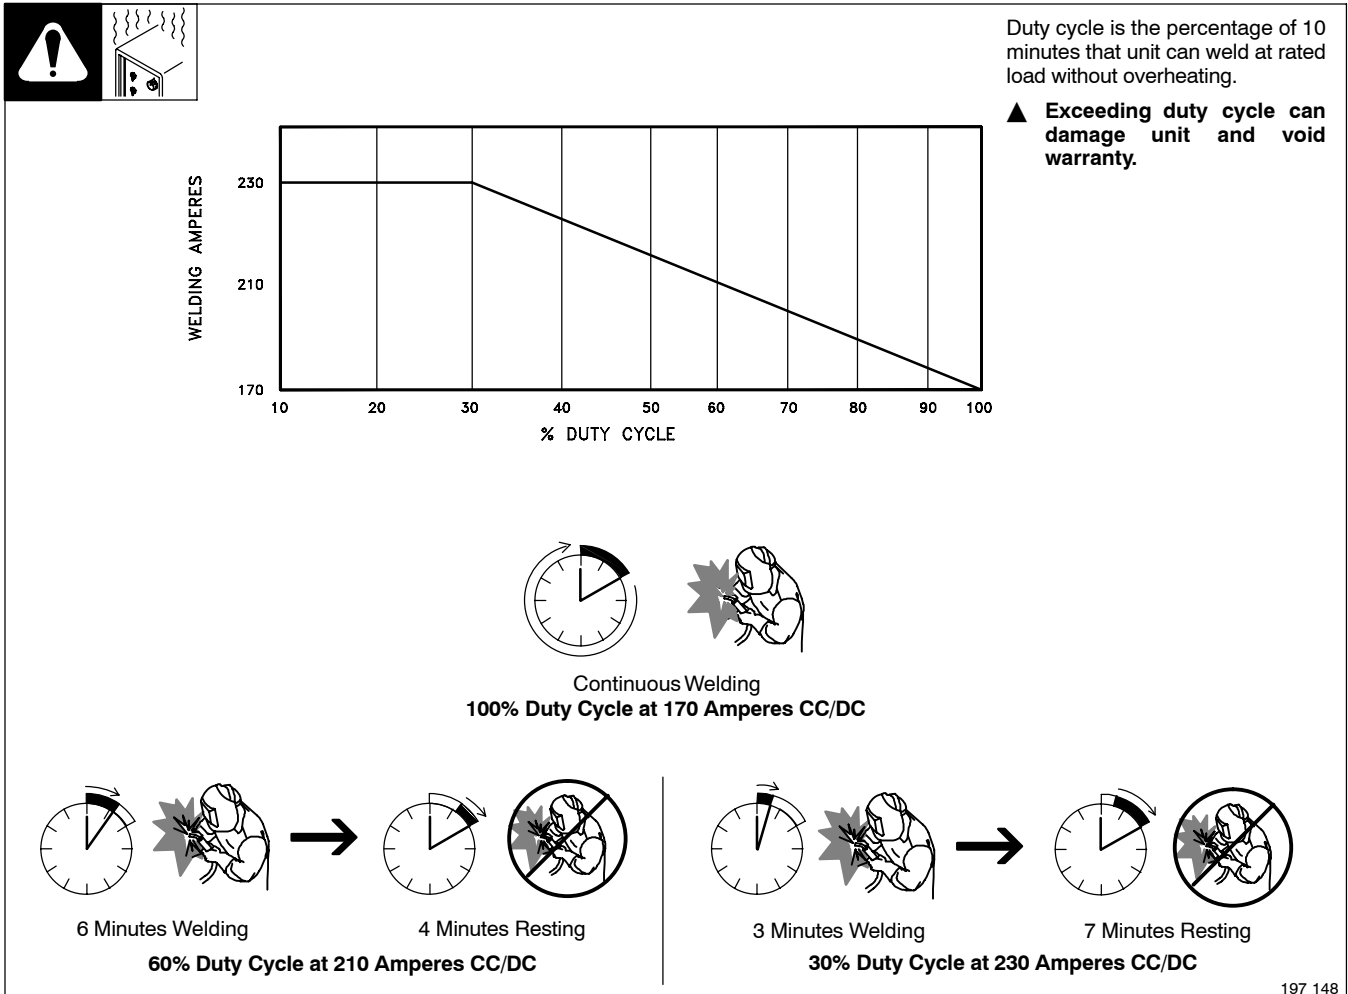 Duty cycle is the percentage of 10
minutes that unit can weld at rated
load without overheating.
▲ Exceeding duty cycle can
damage unit and void
warranty.
WELDING AMPERES
230
210
170
10 20 30 40 50 60 70 80 90 100
% DUTY CYCLE
Continuous Welding
100% Duty Cycle at 170 Amperes CC/DC
6 Minutes Welding
4 Minutes Resting
60% Duty Cycle at 210 Amperes CC/DC
3 Minutes Welding
7 Minutes Resting
30% Duty Cycle at 230 Amperes CC/DC
197 148